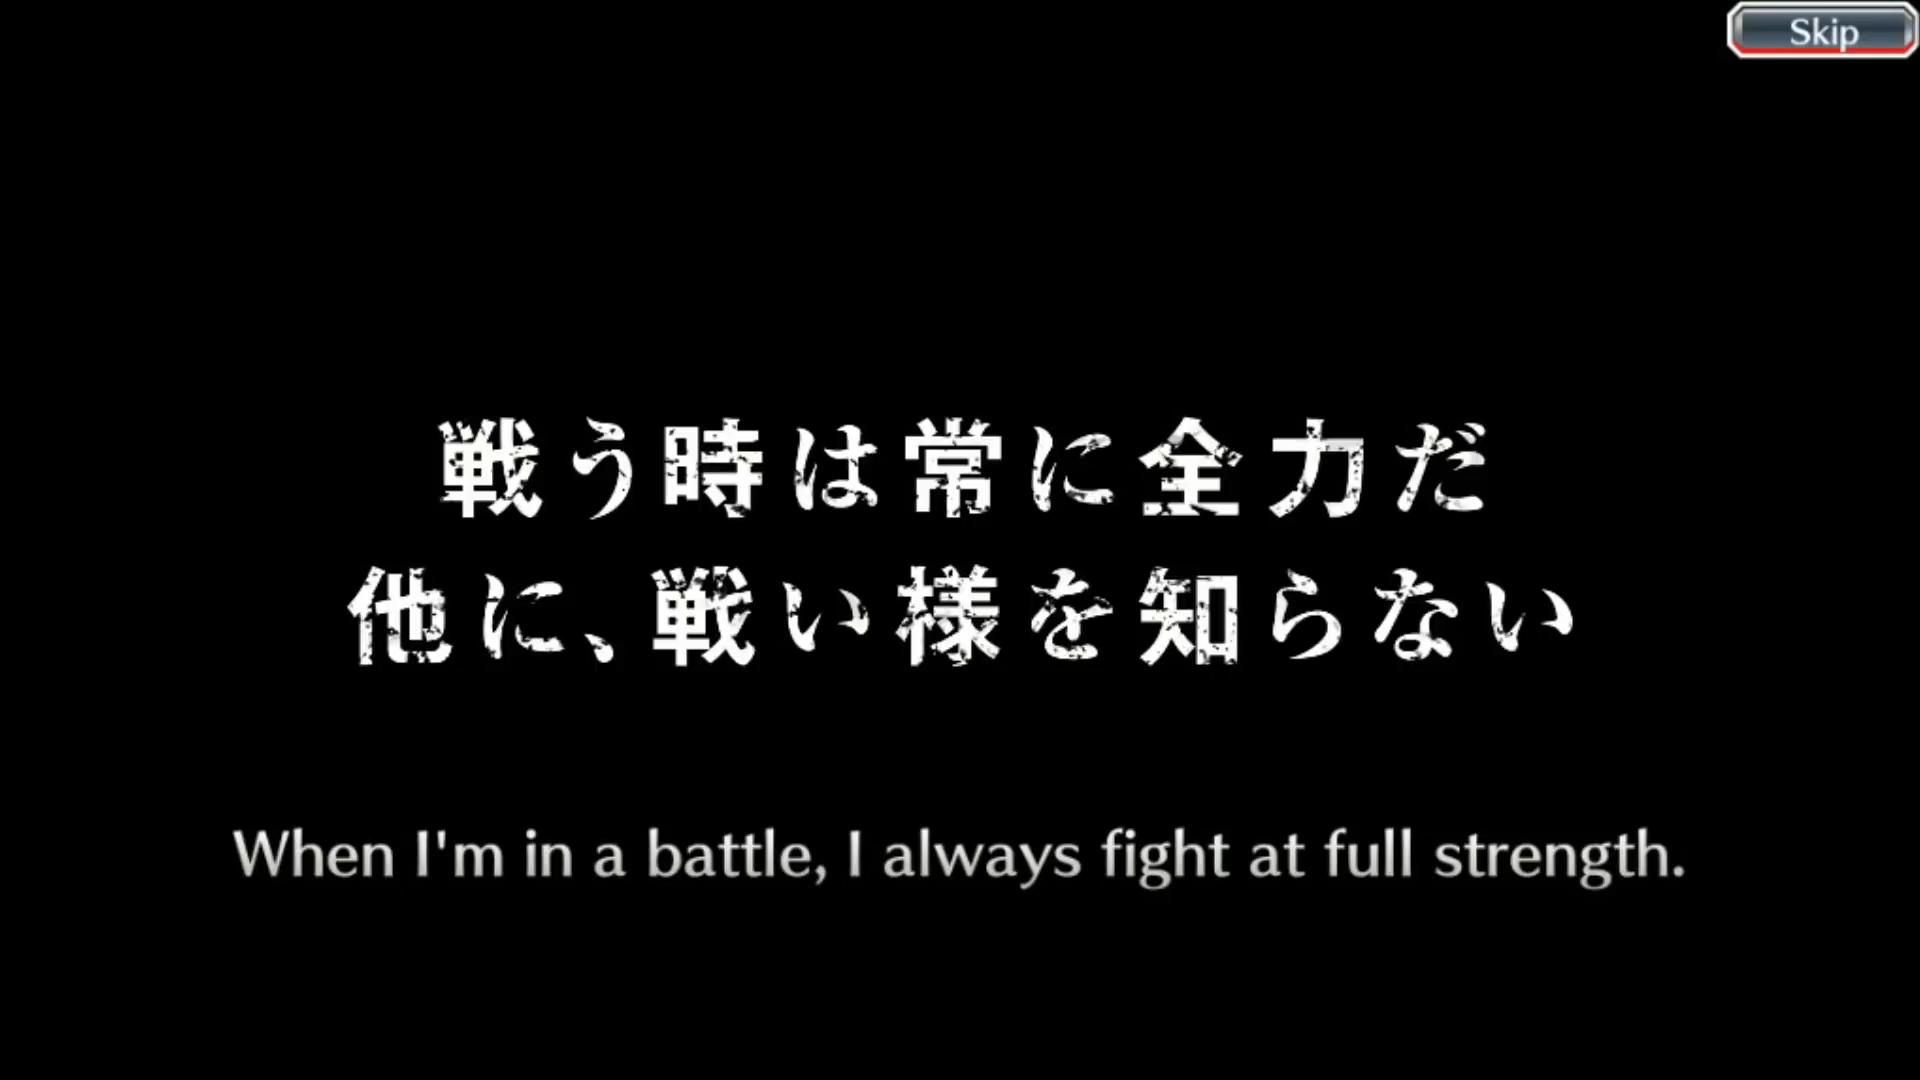 Skip
戦う時は常に全力だ
他に、戦い様を知らない
When I'm in a battle, I always fight at full strength.